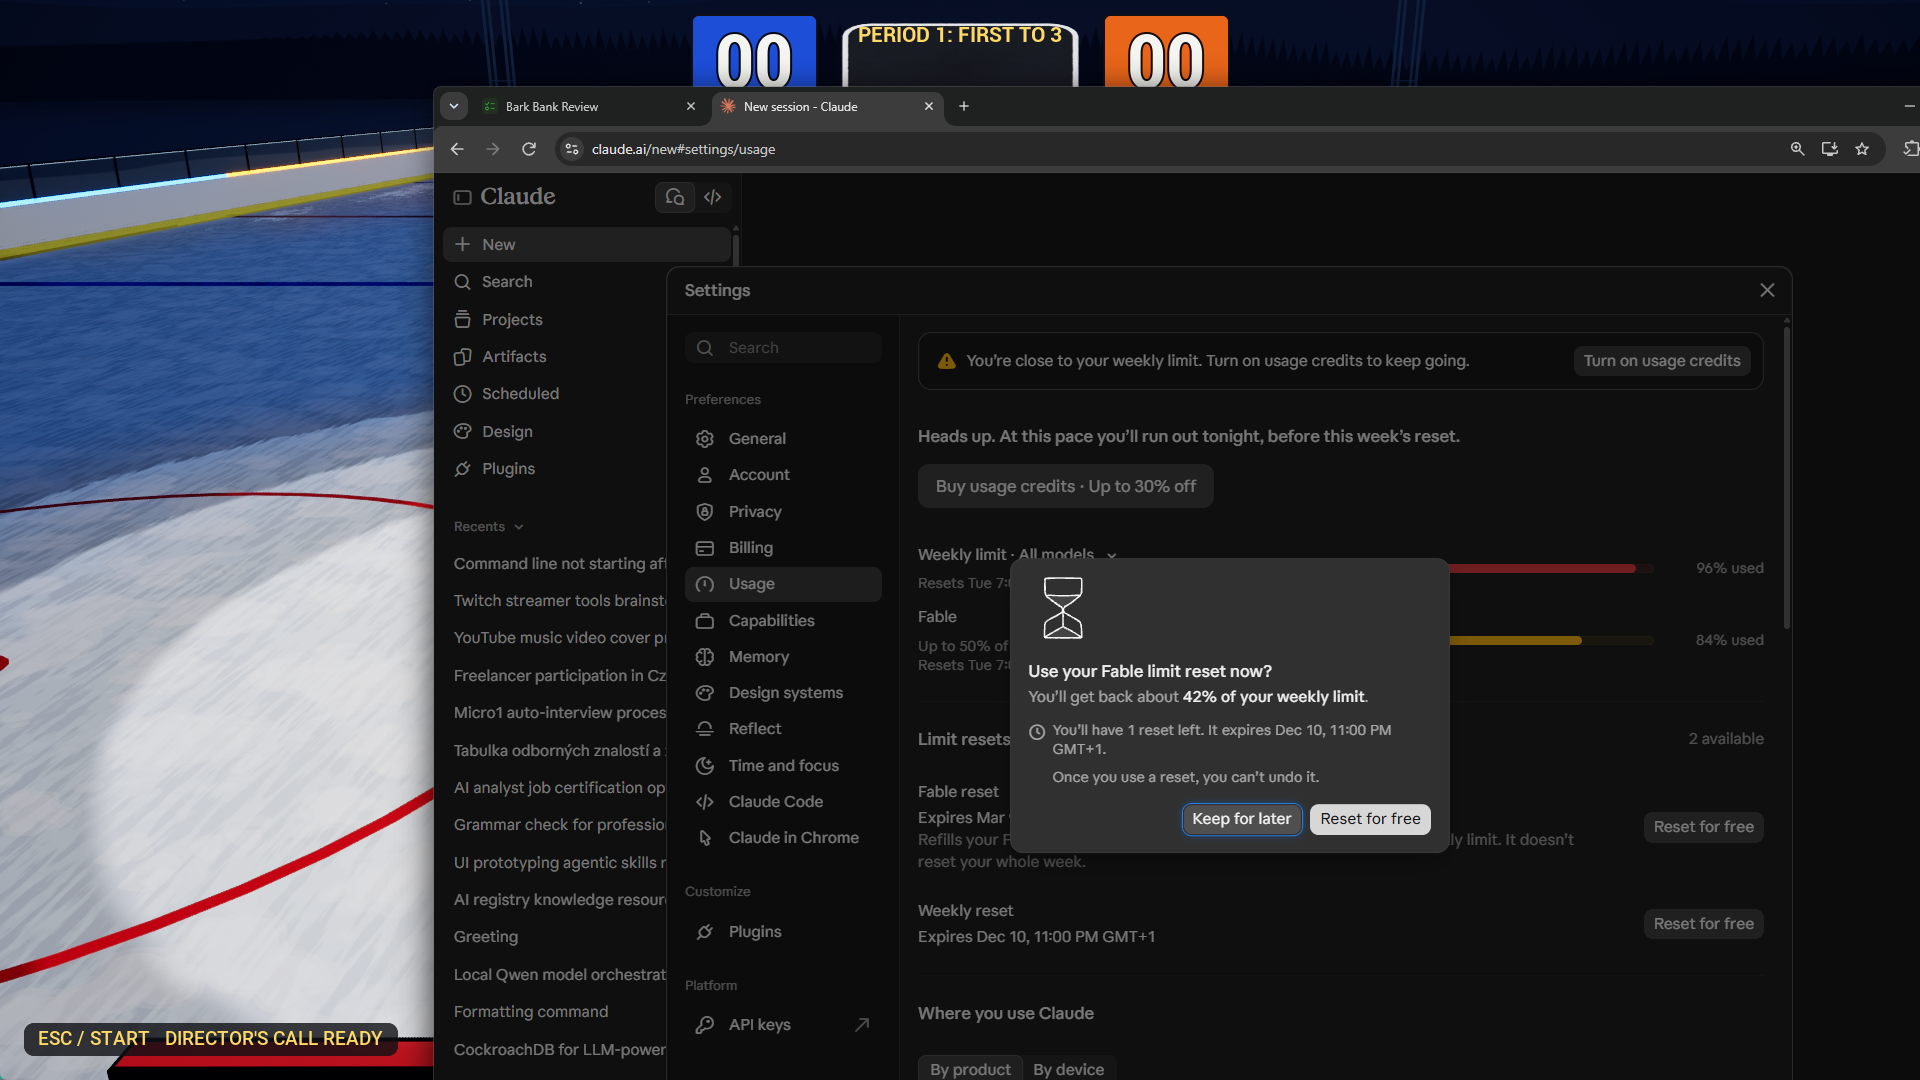 00
PERIOD 1: FIRST TO 3
00
Bark Bank Review
New session - Claude
claude.ai/new#settings/usage
Claude
New
Search
Projects
Artifacts
Scheduled
Design
Plugins
Recents
Command line not starting aft
Twitch streamer tools brainst
YouTube music video cover p
Freelancer participation in Cz
Micro1 auto-interview proces
Tabulka odborných znalostí a
AI analyst job certification op
Grammar check for professio
UI prototyping agentic skills r
AI registry knowledge resour
Greeting
Local Qwen model orchestrat
Formatting command
CockroachDB for LLM-power
Settings
Search
Preferences
General
Account
Privacy
Billing
Usage
Capabilities
Memory
Design systems
Reflect
Time and focus
Claude Code
Claude in Chrome
Customize
Plugins
Platform
API keys
You're close to your weekly limit. Turn on usage credits to keep going.
Turn on usage credits
Heads up. At this pace you'll run out tonight, before this week's reset.
Buy usage credits · Up to 30% off
Weekly limit · All models
Resets Tue 7:
96% used
Fable
Up to 50% of
Resets Tue 7:
84% used
Use your Fable limit reset now?
You'll get back about 42% of your weekly limit.
You'll have 1 reset left. It expires Dec 10, 11:00 PM
GMT+1.
Once you use a reset, you can't undo it.
Keep for later
Reset for free
Limit resets
2 available
Fable reset
Expires Mar
Refills your F
ly limit. It doesn't
reset your whole week.
Reset for free
Weekly reset
Expires Dec 10, 11:00 PM GMT+1
Reset for free
Where you use Claude
By product
By device
ESC / START DIRECTOR'S CALL READY